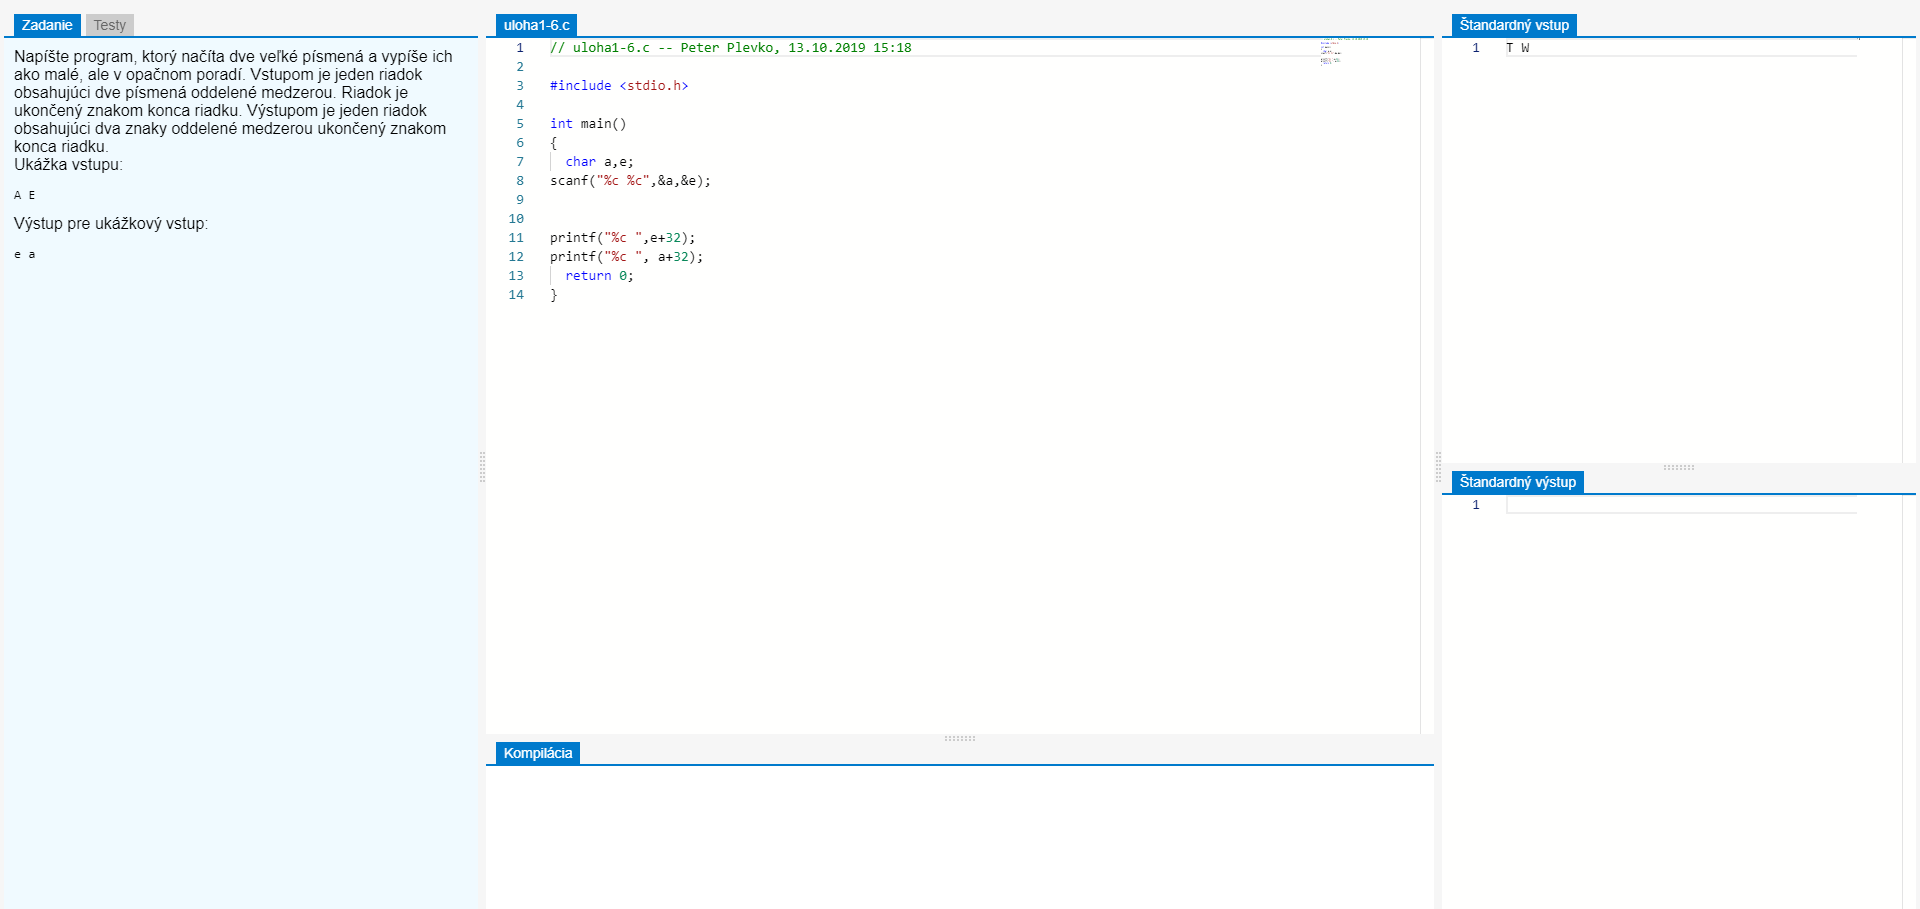 Zadanie
Testy
Napíšte program, ktorý načíta dve veľké písmená a vypíše ich
ako malé, ale v opačnom poradí. Vstupom je jeden riadok
obsahujúci dve písmená oddelené medzerou. Riadok je
ukončený znakom konca riadku. Výstupom je jeden riadok
obsahujúci dva znaky oddelené medzerou ukončený znakom
konca riadku.
Ukážka vstupu:
A E
Výstup pre ukážkový vstup:
e a
uloha1-6.c
1 // uloha1-6.c -- Peter Plevko, 13.10.2019 15:18
2
3 #include <stdio.h>
4
5 int main()
6 {
7   char a,e;
8 scanf("%c %c",&a,&e);
9
10
11 printf("%c ",e+32);
12 printf("%c ", a+32);
13   return 0;
14 }
Kompilácia
Štandardný vstup
1 T W
Štandardný výstup
1